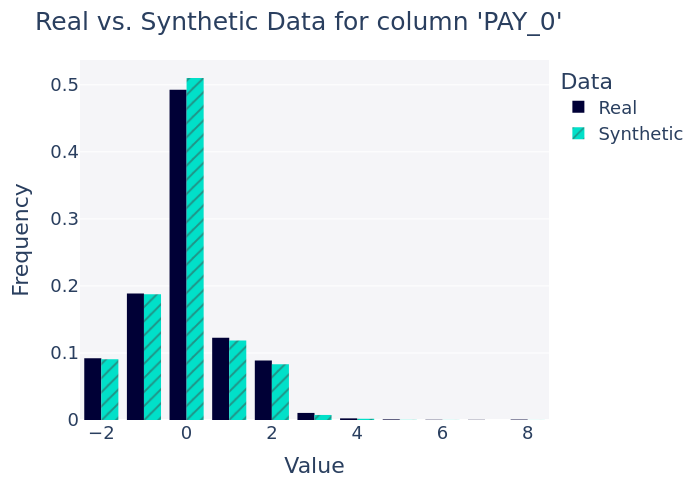 Real vs. Synthetic Data for column 'PAY_0'
Data
Real
Synthetic
Frequency
0.5
0.4
0.3
0.2
0.1
0
−2 0 2 4 6 8
Value